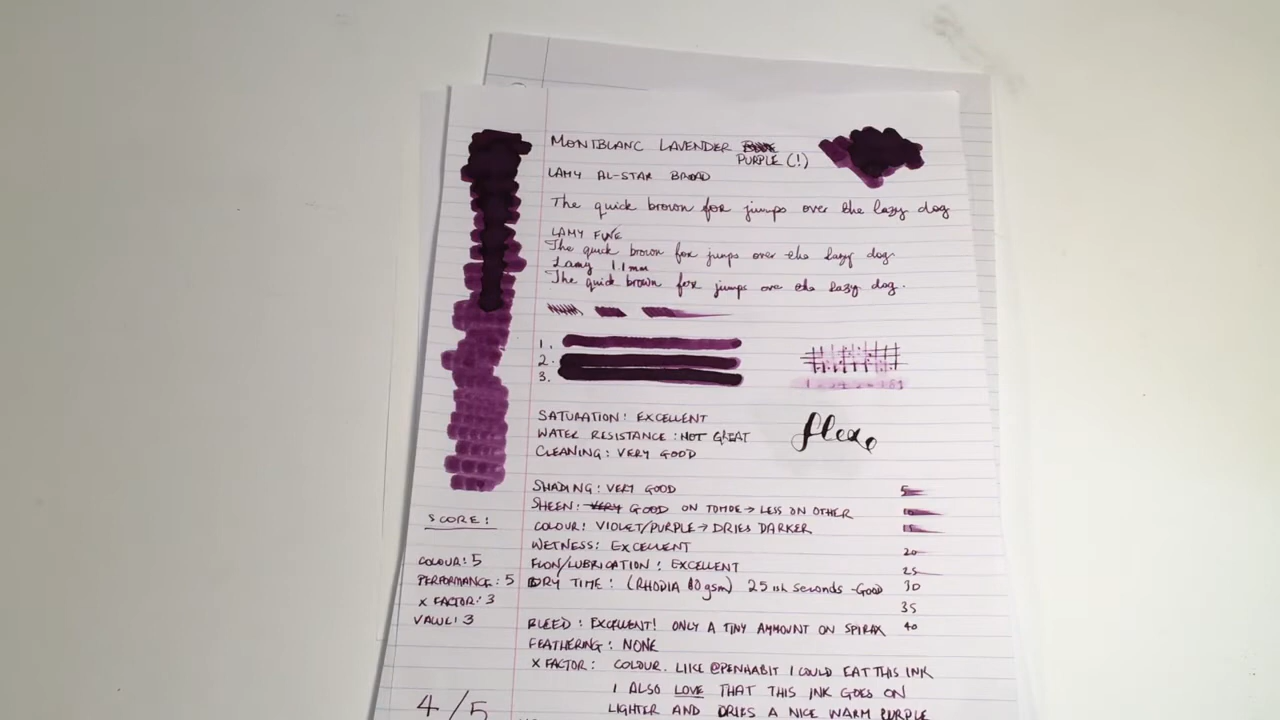 MONTBLANC LAVENDER
PURPLE (!)
LAMY AL-STAR BROAD
The quick brown fox jumps over the lazy dog
LAMY FINE
The quick brown fox jumps over the lazy dog.
Lamy 1.1mm
The quick brown fox jumps over the lazy dog.
1.
2.
3.
SATURATION: EXCELLENT
WATER RESISTANCE: NOT GREAT
CLEANING: VERY GOOD
flex
SHADING: VERY GOOD
SHEEN: VERY GOOD ON TOMOE → LESS ON OTHER
COLOUR: VIOLET/PURPLE → DRIES DARKER
WETNESS: EXCELLENT
FLOW/LUBRICATION: EXCELLENT
DRY TIME: (RHODIA 80gsm) 25 ish seconds - GOOD
BLEED: EXCELLENT! ONLY A TINY AMMOUNT ON SPIRAX
FEATHERING: NONE
X FACTOR: COLOUR. LIKE @PENHABIT I COULD EAT THIS INK
I ALSO LOVE THAT THIS INK GOES ON
LIGHTER AND DRIES A NICE WARM PURPLE
5
10
15
20
25
30
35
40
SCORE:
COLOUR: 5
PERFORMANCE: 5
X FACTOR: 3
VALUE: 3
4/5